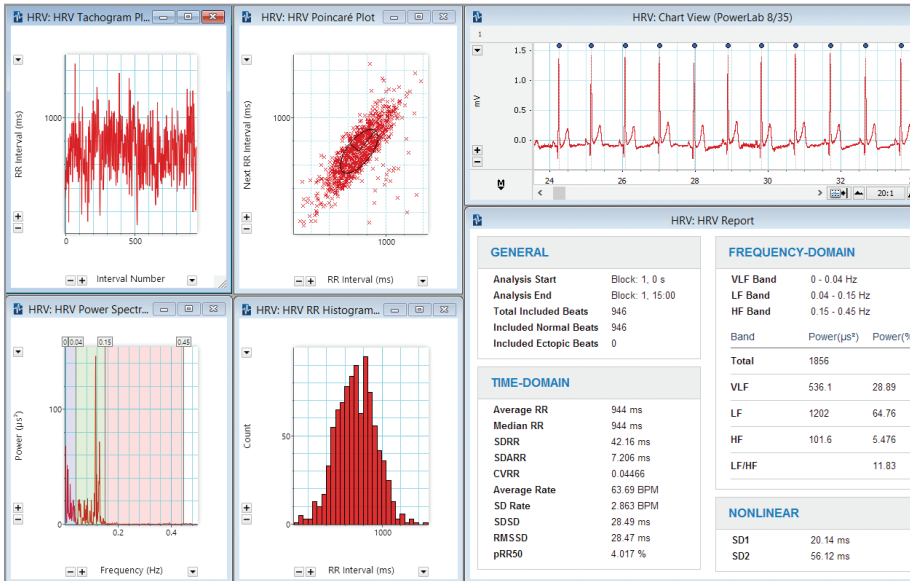 HRV: HRV Tachogram Pl...
1000
RR Interval (ms)
0
500
Interval Number
HRV: HRV Poincaré Plot
1000
Next RR Interval (ms)
1000
RR Interval (ms)
HRV: Chart View (PowerLab 8/35)
1
1.5
1.0
0.5
0.0
mV
M
24
26
28
30
32
20:1
HRV: HRV Power Spectr...
0
0.04
0.15
0.45
100
0
Power (µs²)
0.2
0.4
Frequency (Hz)
HRV: HRV RR Histogram...
50
0
Count
1000
RR Interval (ms)
HRV: HRV Report
GENERAL
Analysis Start Block: 1, 0 s
Analysis End Block: 1, 15:00
Total Included Beats 946
Included Normal Beats 946
Included Ectopic Beats 0
TIME-DOMAIN
Average RR 944 ms
Median RR 944 ms
SDRR 42.16 ms
SDARR 7.206 ms
CVRR 0.04466
Average Rate 63.69 BPM
SD Rate 2.863 BPM
SDSD 28.49 ms
RMSSD 28.47 ms
pRR50 4.017 %
FREQUENCY-DOMAIN
VLF Band 0 - 0.04 Hz
LF Band 0.04 - 0.15 Hz
HF Band 0.15 - 0.45 Hz
Band Power(µs²) Power(%
Total 1856
VLF 536.1 28.89
LF 1202 64.76
HF 101.6 5.476
LF/HF 11.83
NONLINEAR
SD1 20.14 ms
SD2 56.12 ms